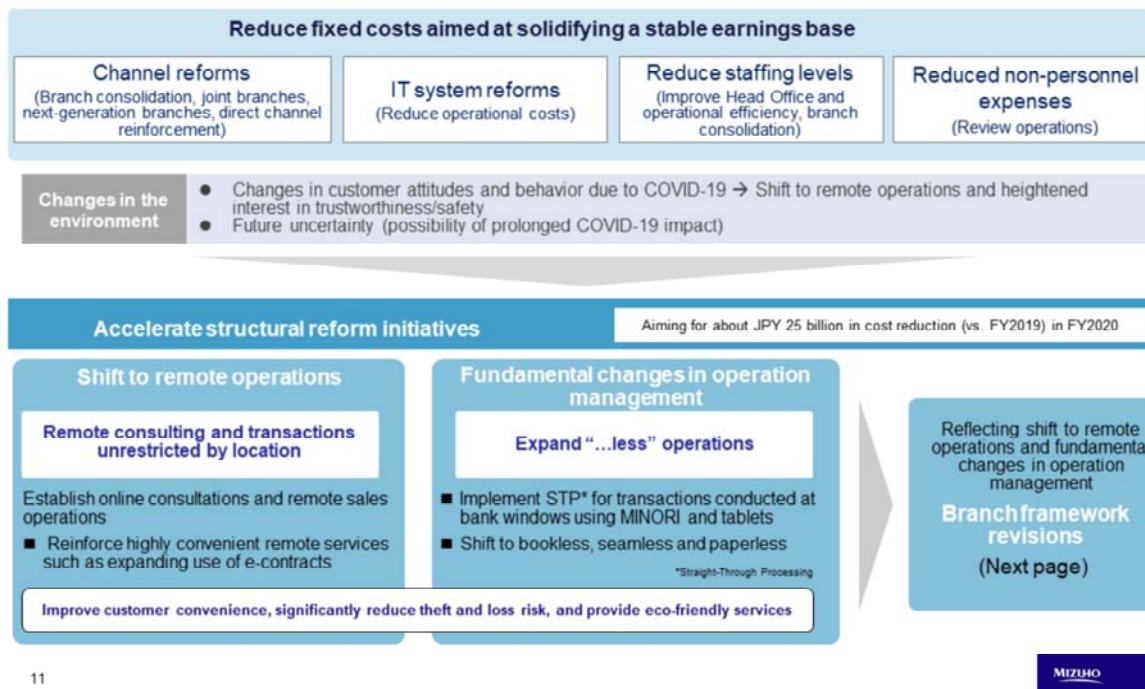 Reduce fixed costs aimed at solidifying a stable earnings base
Channel reforms
(Branch consolidation, joint branches,
next-generation branches, direct channel
reinforcement)
IT system reforms
(Reduce operational costs)
Reduce staffing levels
(Improve Head Office and
operational efficiency, branch
consolidation)
Reduced non-personnel
expenses
(Review operations)
Changes in the
environment
● Changes in customer attitudes and behavior due to COVID-19 → Shift to remote operations and heightened
interest in trustworthiness/safety
● Future uncertainty (possibility of prolonged COVID-19 impact)
Accelerate structural reform initiatives
Aiming for about JPY 25 billion in cost reduction (vs. FY2019) in FY2020
Shift to remote operations
Remote consulting and transactions
unrestricted by location
Establish online consultations and remote sales
operations
■ Reinforce highly convenient remote services
such as expanding use of e-contracts
Fundamental changes in operation
management
Expand “...less” operations
■ Implement STP* for transactions conducted at
bank windows using MINORI and tablets
■ Shift to bookless, seamless and paperless
*Straight-Through Processing
Improve customer convenience, significantly reduce theft and loss risk, and provide eco-friendly services
Reflecting shift to remote
operations and fundamenta
changes in operation
management
Branch framework
revisions
(Next page)
11
MIZUHO